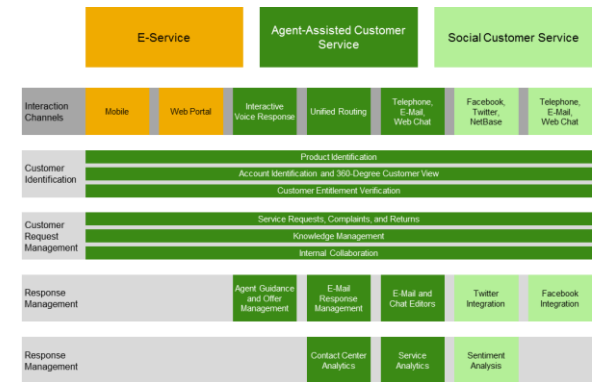 E-Service
Agent-Assisted Customer
Service
Social Customer Service
Interaction
Channels
Mobile
Web Portal
Interactive
Voice Response
Unified Routing
Telephone,
E-Mail,
Web Chat
Facebook,
Twitter,
NetBase
Telephone,
E-Mail,
Web Chat
Customer
Identification
Product Identification
Account Identification and 360-Degree Customer View
Customer Entitlement Verification
Customer
Request
Management
Service Requests, Complaints, and Returns
Knowledge Management
Internal Collaboration
Response
Management
Agent Guidance
and Offer
Management
E-Mail
Response
Management
E-Mail and
Chat Editors
Twitter
Integration
Facebook
Integration
Response
Management
Contact Center
Analytics
Service
Analytics
Sentiment
Analysis